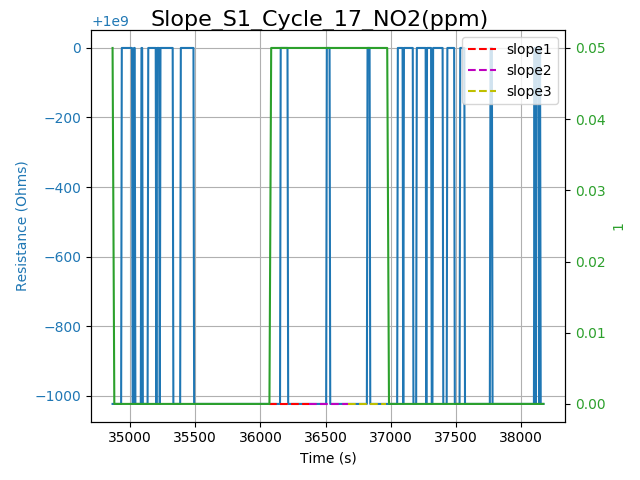 Slope_S1_Cycle_17_NO2(ppm)
+1e9
slope1
slope2
slope3
0
−200
−400
−600
−800
−1000
Resistance (Ohms)
0.05
0.04
0.03
0.02
0.01
0.00
1
35000 35500 36000 36500 37000 37500 38000
Time (s)